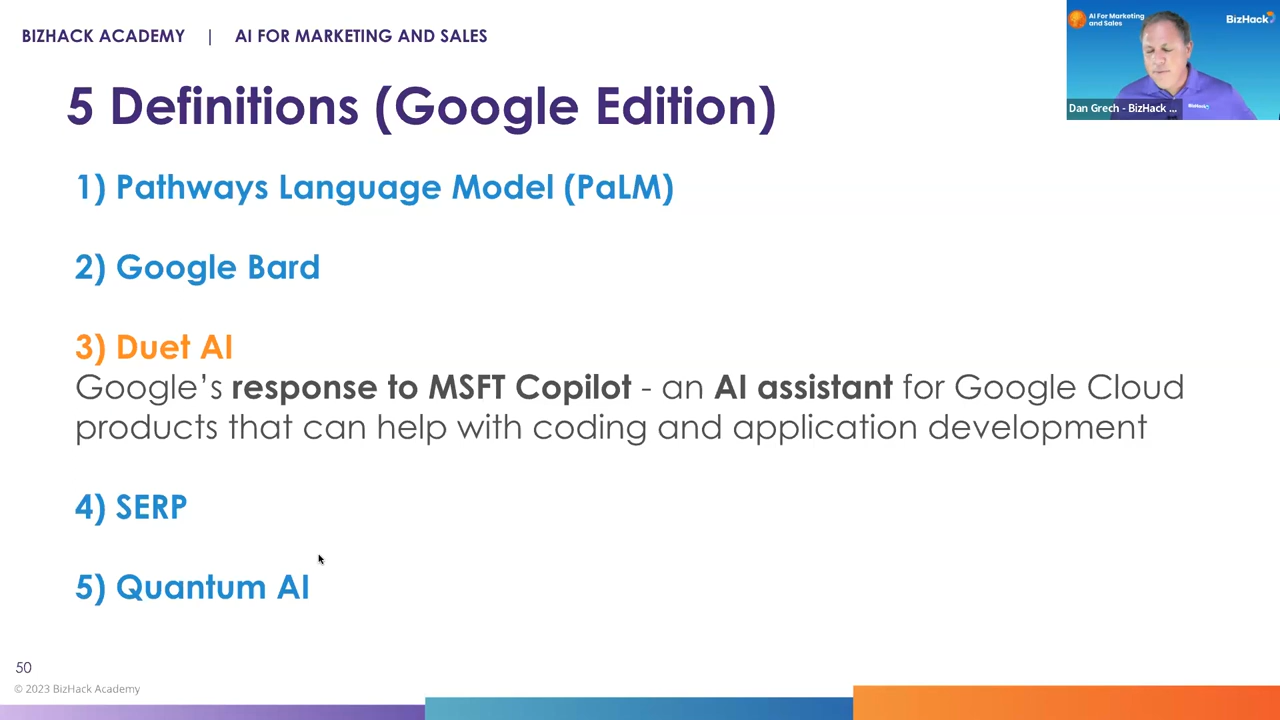 BIZHACK ACADEMY | AI FOR MARKETING AND SALES
AI For Marketing
and Sales
BizHack
5 Definitions (Google Edition)
BizHack
Dan Grech - BizHack ...
1) Pathways Language Model (PaLM)
2) Google Bard
3) Duet AI
Google’s response to MSFT Copilot - an AI assistant for Google Cloud
products that can help with coding and application development
4) SERP
5) Quantum AI
50
© 2023 BizHack Academy